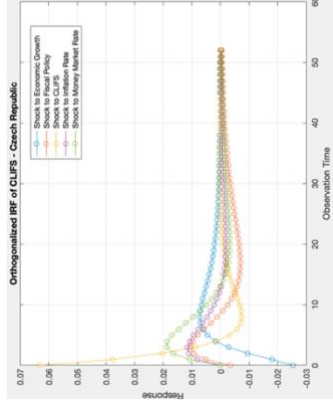 Orthogonalized IRF of CLIFS - Czech Republic
Shock to Economic Growth
Shock to Fiscal Policy
Shock to CLIFS
Shock to Inflation Rate
Shock to Money Market Rate
Response
0.07
0.06
0.05
0.04
0.03
0.02
0.01
0
-0.01
-0.02
-0.03
0
10
20
30
40
50
60
Observation Time